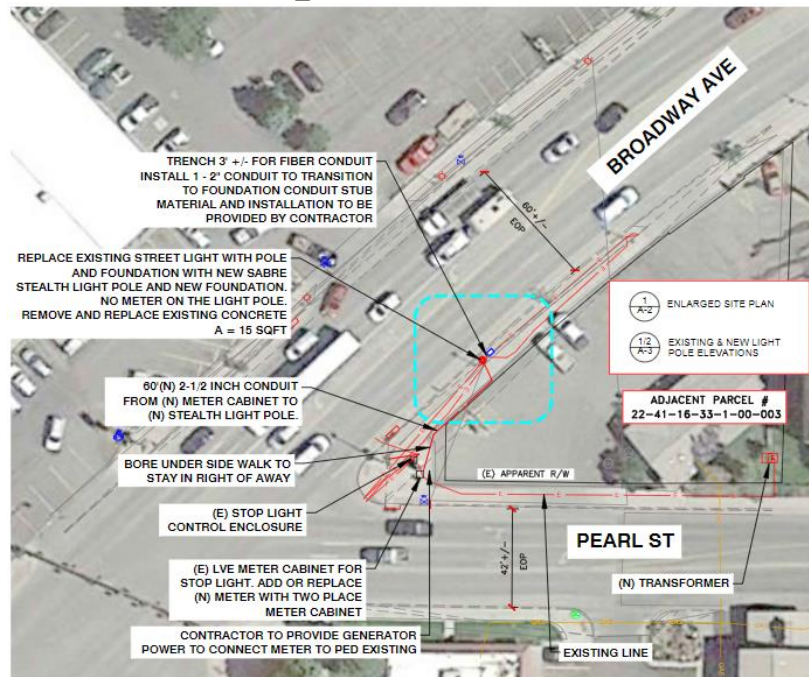 BROADWAY AVE
TRENCH 3' +/- FOR FIBER CONDUIT
INSTALL 1 - 2" CONDUIT TO TRANSITION
TO FOUNDATION CONDUIT STUB
MATERIAL AND INSTALLATION TO BE
PROVIDED BY CONTRACTOR
60'+/-
EOP
REPLACE EXISTING STREET LIGHT WITH POLE
AND FOUNDATION WITH NEW SABRE
STEALTH LIGHT POLE AND NEW FOUNDATION.
NO METER ON THE LIGHT POLE.
REMOVE AND REPLACE EXISTING CONCRETE
A = 15 SQFT
1
A-2
ENLARGED SITE PLAN
1/2
A-3
EXISTING & NEW LIGHT
POLE ELEVATIONS
60'(N) 2-1/2 INCH CONDUIT
FROM (N) METER CABINET TO
(N) STEALTH LIGHT POLE.
ADJACENT PARCEL #
22-41-16-33-1-00-003
BORE UNDER SIDE WALK TO
STAY IN RIGHT OF AWAY
(E) APPARENT R/W
(E) STOP LIGHT
CONTROL ENCLOSURE
PEARL ST
42'+/-
EOP
(E) LVE METER CABINET FOR
STOP LIGHT. ADD OR REPLACE
(N) METER WITH TWO PLACE
METER CABINET
(N) TRANSFORMER
CONTRACTOR TO PROVIDE GENERATOR
POWER TO CONNECT METER TO PED EXISTING
EXISTING LINE